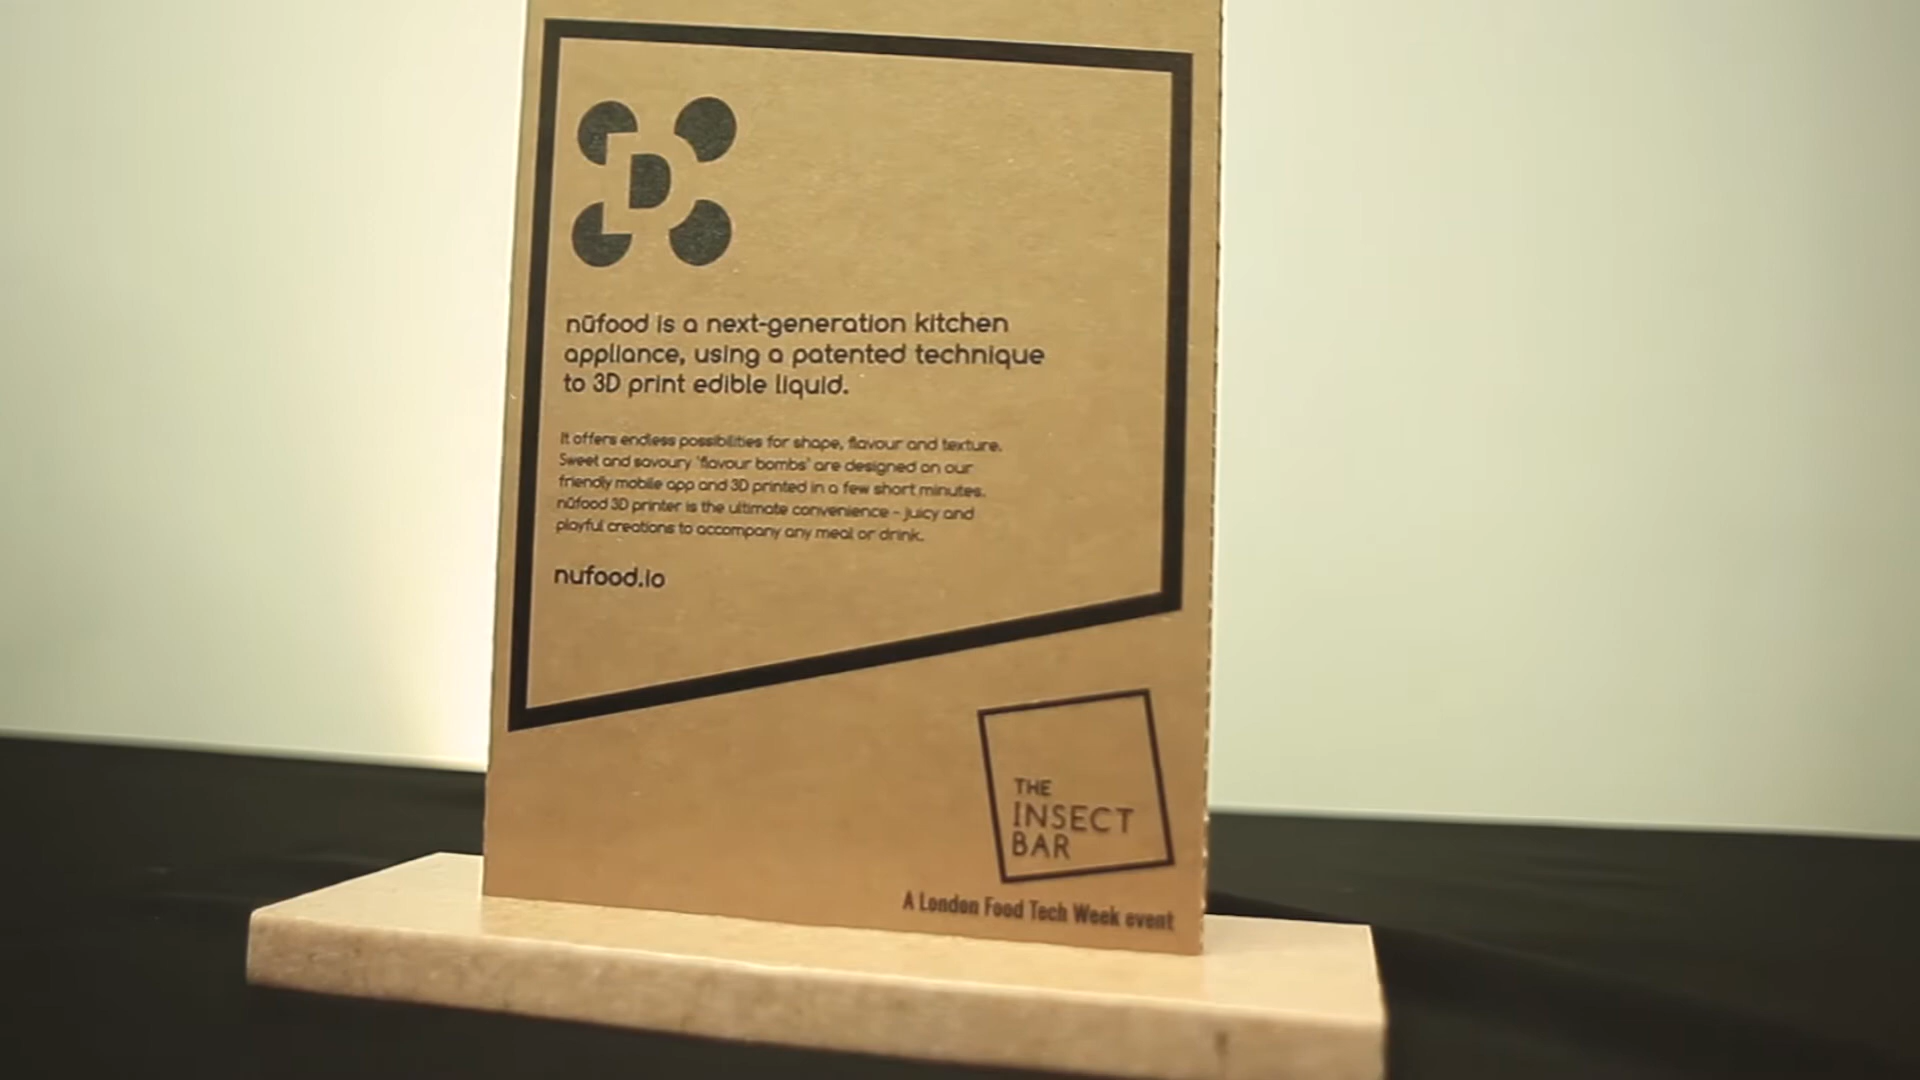 D
nūfood is a next-generation kitchen
appliance, using a patented technique
to 3D print edible liquid.
It offers endless possibilities for shape, flavour and texture.
Sweet and savoury 'flavour bombs' are designed on our
friendly mobile app and 3D printed in a few short minutes.
nūfood 3D printer is the ultimate convenience - juicy and
playful creations to accompany any meal or drink.
nufood.io
THE
INSECT
BAR
A London Food Tech Week event